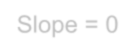 Slope = 0